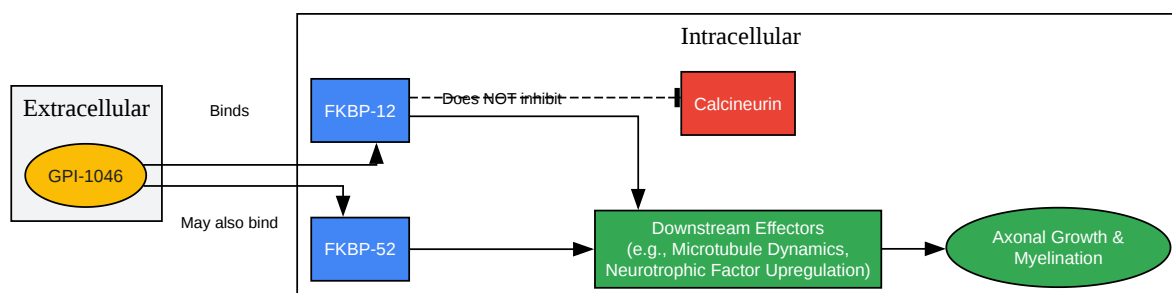 Intracellular
Extracellular
GPI-1046
Binds
May also bind
FKBP-12
Does NOT inhibit
Calcineurin
FKBP-52
Downstream Effectors
(e.g., Microtubule Dynamics,
Neurotrophic Factor Upregulation)
Axonal Growth &
Myelination